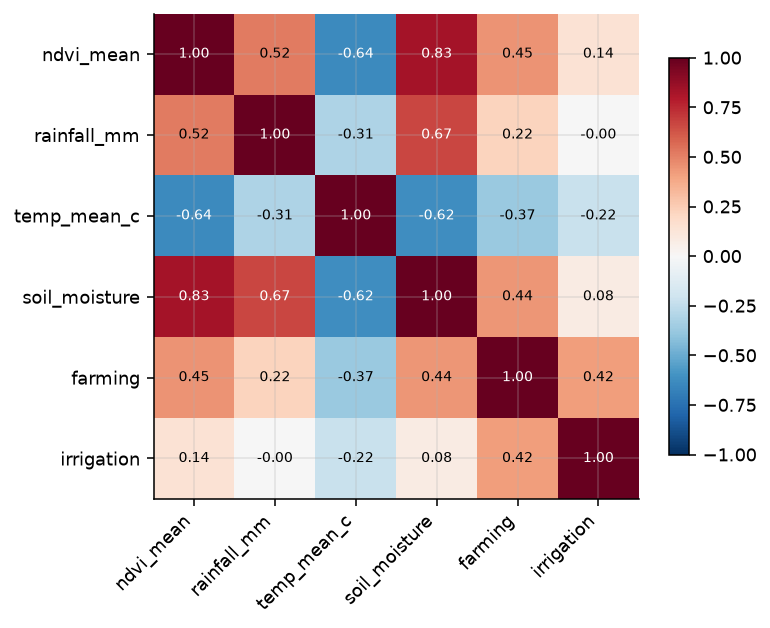 ndvi_mean 1.00 0.52 -0.64 0.83 0.45 0.14
rainfall_mm 0.52 1.00 -0.31 0.67 0.22 -0.00
temp_mean_c -0.64 -0.31 1.00 -0.62 -0.37 -0.22
soil_moisture 0.83 0.67 -0.62 1.00 0.44 0.08
farming 0.45 0.22 -0.37 0.44 1.00 0.42
irrigation 0.14 -0.00 -0.22 0.08 0.42 1.00
ndvi_mean rainfall_mm temp_mean_c soil_moisture farming irrigation
1.00
0.75
0.50
0.25
0.00
−0.25
−0.50
−0.75
−1.00